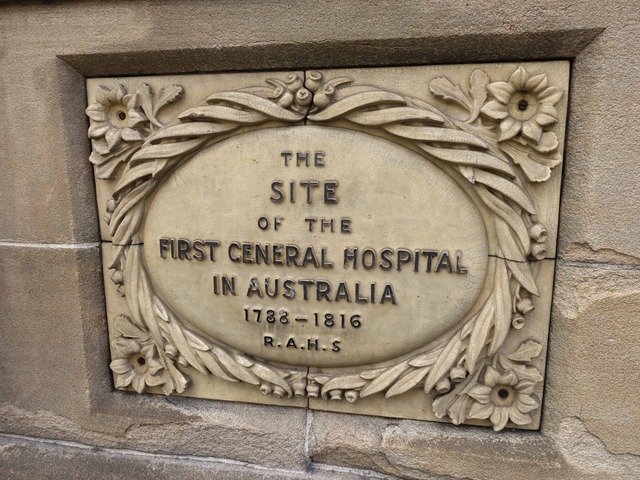 THE
SITE
OF THE
FIRST GENERAL HOSPITAL
IN AUSTRALIA
1788-1816
R.A.H.S